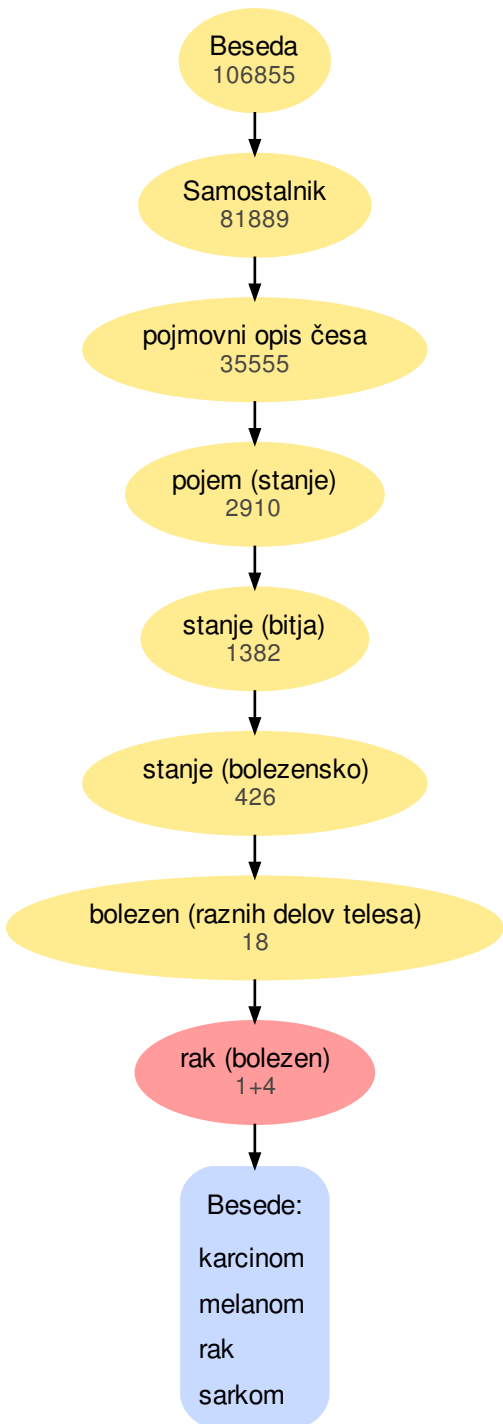 Beseda
106855
Samostalnik
81889
pojmovni opis česa
35555
pojem (stanje)
2910
stanje (bitja)
1382
stanje (bolezensko)
426
bolezen (raznih delov telesa)
18
rak (bolezen)
1+4
Besede:
karcinom
melanom
rak
sarkom